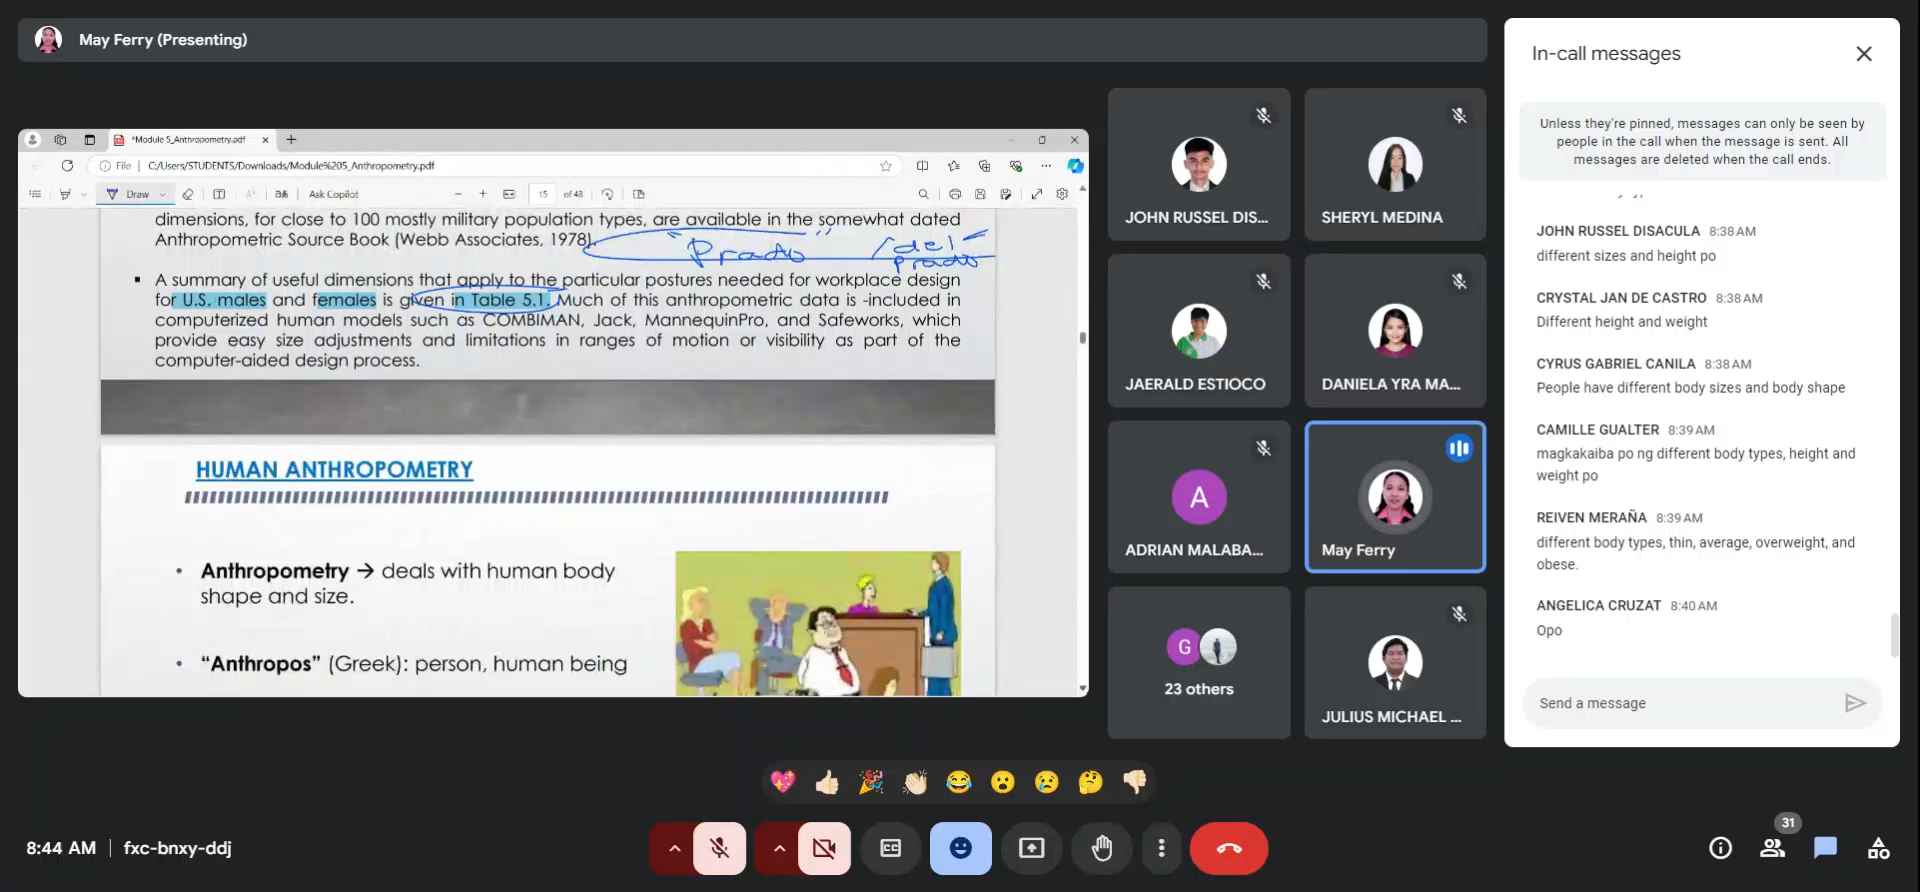 May Ferry (Presenting)
*Module 5_Anthropometry.pdf
File
C:/Users/STUDENTS/Downloads/Module%205_Anthropometry.pdf
Draw
Ask Copilot
15
of 48
dimensions, for close to 100 mostly military population types, are available in the somewhat dated
Anthropometric Source Book (Webb Associates, 1978).
"Prado"
/del
Prado
A summary of useful dimensions that apply to the particular postures needed for workplace design
for U.S. males and females is given in Table 5.1. Much of this anthropometric data is -included in
computerized human models such as COMBIMAN, Jack, MannequinPro, and Safeworks, which
provide easy size adjustments and limitations in ranges of motion or visibility as part of the
computer-aided design process.
HUMAN ANTHROPOMETRY
• Anthropometry → deals with human body
shape and size.
• “Anthropos” (Greek): person, human being
JOHN RUSSEL DIS...
SHERYL MEDINA
JAERALD ESTIOCO
DANIELA YRA MA...
A
ADRIAN MALABA...
May Ferry
G
23 others
JULIUS MICHAEL ...
In-call messages
Unless they're pinned, messages can only be seen by
people in the call when the message is sent. All
messages are deleted when the call ends.
JOHN RUSSEL DISACULA 8:38 AM
different sizes and height po
CRYSTAL JAN DE CASTRO 8:38 AM
Different height and weight
CYRUS GABRIEL CANILA 8:38 AM
People have different body sizes and body shape
CAMILLE GUALTER 8:39 AM
magkakaiba po ng different body types, height and
weight po
REIVEN MERAÑA 8:39 AM
different body types, thin, average, overweight, and
obese.
ANGELICA CRUZAT 8:40 AM
Opo
Send a message
8:44 AM | fxc-bnxy-ddj
CC
31